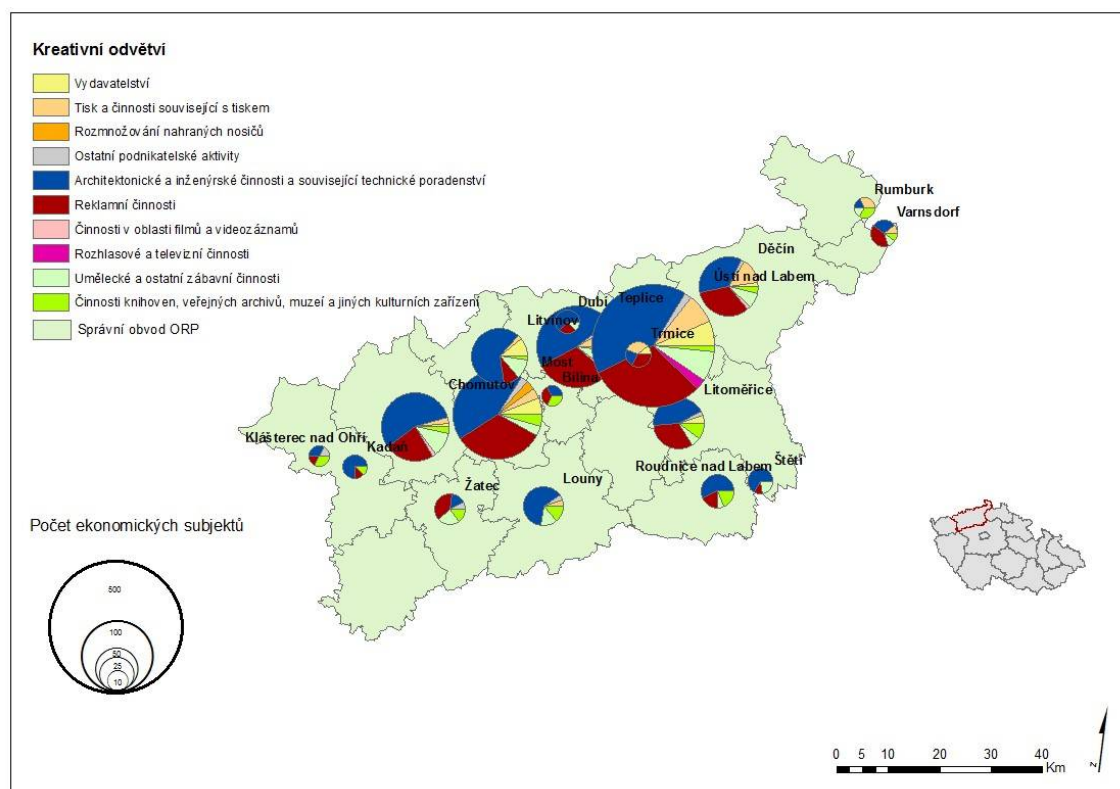 Kreativní odvětví
Vydavatelství
Tisk a činnosti související s tiskem
Rozmnožování nahraných nosičů
Ostatní podnikatelské aktivity
Architektonické a inženýrské činnosti a související technické poradenství
Reklamní činnosti
Činnosti v oblasti filmů a videozáznamů
Rozhlasové a televizní činnosti
Umělecké a ostatní zábavní činnosti
Činnosti knihoven, veřejných archivů, muzeí a jiných kulturních zařízení
Správní obvod ORP
Rumburk
Varnsdorf
Děčín
Ústí nad Labem
Dubí
Teplice
Litvínov
Trmice
Most
Bílina
Chomutov
Litoměřice
Klášterec nad Ohří
Kadaň
Roudnice nad Labem
Štětí
Žatec
Louny
Počet ekonomických subjektů
500
100
50
25
10
0 5 10 20 30 40
Km
N